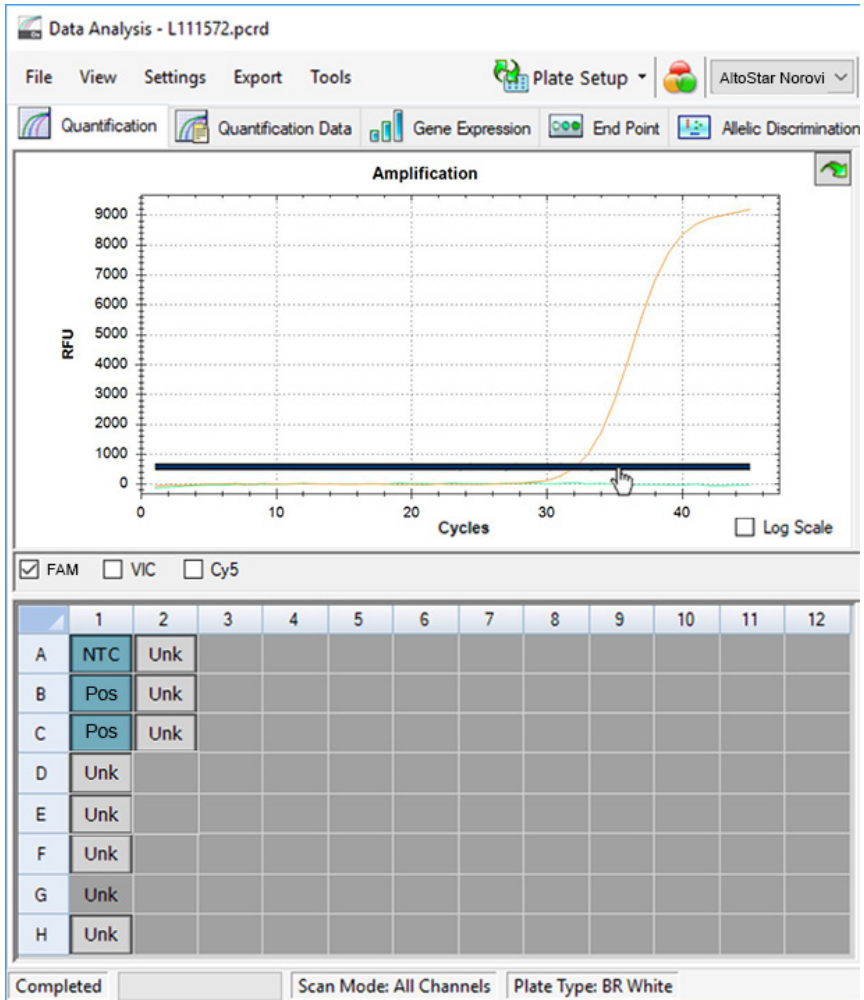 Data Analysis - L111572.pcrd
File View Settings Export Tools Plate Setup AltoStar Norovi
Quantification Quantification Data Gene Expression End Point Allelic Discrimination
Amplification
9000
8000
7000
6000
5000
4000
3000
2000
1000
0
RFU
0 10 20 30 40
Cycles
Log Scale
FAM VIC Cy5
1 2 3 4 5 6 7 8 9 10 11 12
A NTC Unk
B Pos Unk
C Pos Unk
D Unk
E Unk
F Unk
G Unk
H Unk
Completed Scan Mode: All Channels Plate Type: BR White